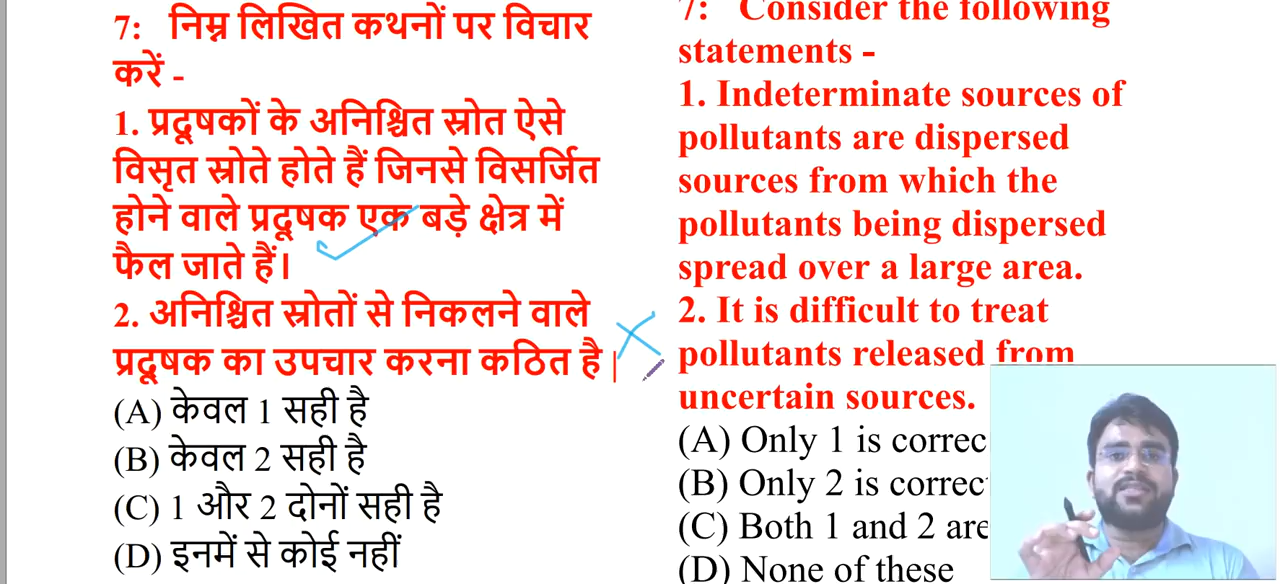 7: निम्न लिखित कथनों पर विचार
करें -
1. प्रदूषकों के अनिश्चित स्रोत ऐसे
विसृत स्रोते होते हैं जिनसे विसर्जित
होने वाले प्रदूषक एक बड़े क्षेत्र में
फैल जाते हैं।
2. अनिश्चित स्रोतों से निकलने वाले
प्रदूषक का उपचार करना कठित है |
(A) केवल 1 सही है
(B) केवल 2 सही है
(C) 1 और 2 दोनों सही है
(D) इनमें से कोई नहीं
7: Consider the following
statements -
1. Indeterminate sources of
pollutants are dispersed
sources from which the
pollutants being dispersed
spread over a large area.
2. It is difficult to treat
pollutants released from
uncertain sources.
(A) Only 1 is correc
(B) Only 2 is correc
(C) Both 1 and 2 are
(D) None of these